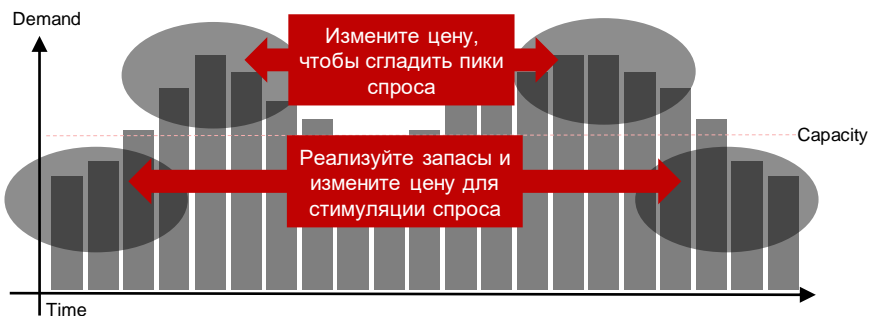 Demand
Измените цену,
чтобы сгладить пики
спроса
Capacity
Реализуйте запасы и
измените цену для
стимуляции спроса
Time